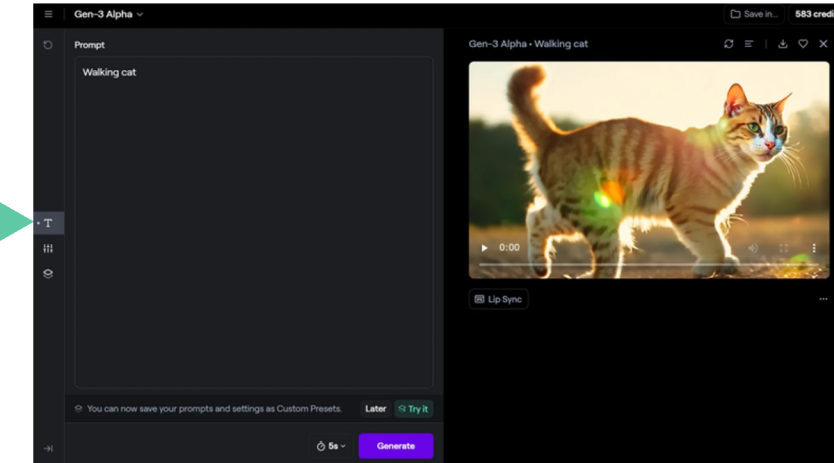 Gen-3 Alpha
Save in...
583 credi
Prompt
Walking cat
Gen-3 Alpha • Walking cat
T
0:00
Lip Sync
You can now save your prompts and settings as Custom Presets.
Later
Try it
5s
Generate